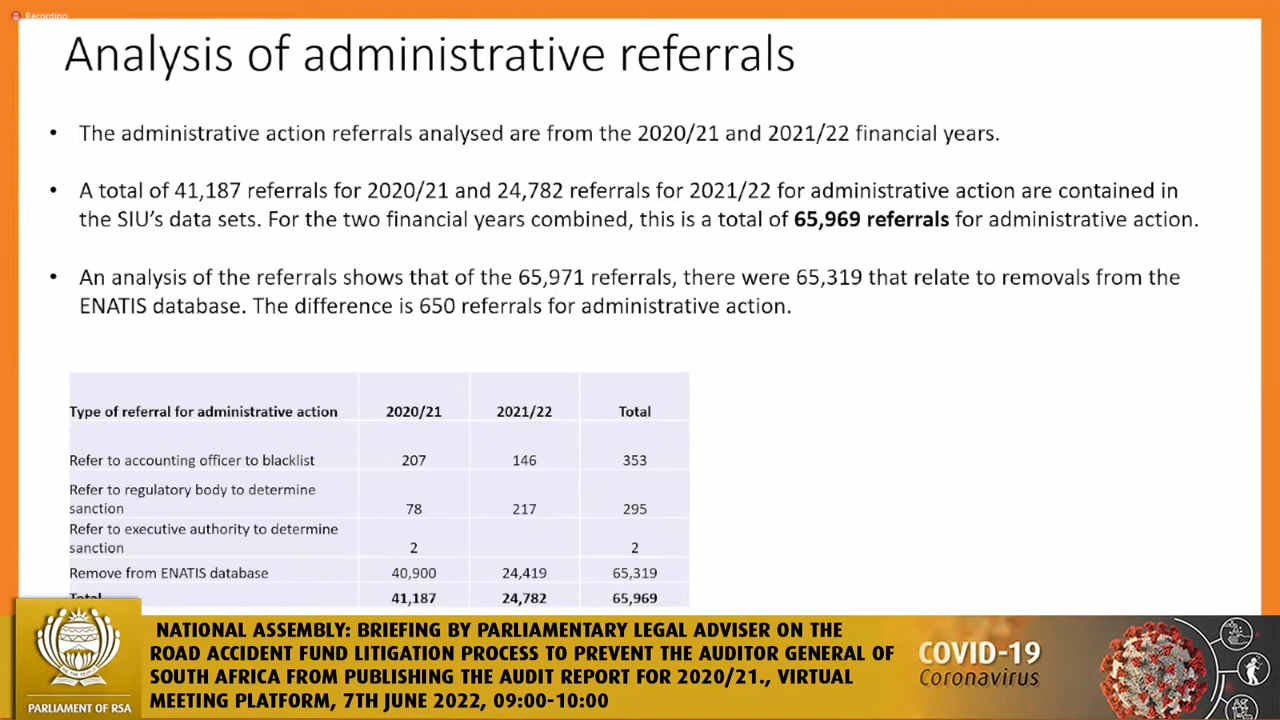 Recording
Analysis of administrative referrals
• The administrative action referrals analysed are from the 2020/21 and 2021/22 financial years.
• A total of 41,187 referrals for 2020/21 and 24,782 referrals for 2021/22 for administrative action are contained in
the SIU's data sets. For the two financial years combined, this is a total of 65,969 referrals for administrative action.
• An analysis of the referrals shows that of the 65,971 referrals, there were 65,319 that relate to removals from the
ENATIS database. The difference is 650 referrals for administrative action.
Type of referral for administrative action 2020/21 2021/22 Total
Refer to accounting officer to blacklist 207 146 353
Refer to regulatory body to determine
sanction 78 217 295
Refer to executive authority to determine
sanction 2 2
Remove from ENATIS database 40,900 24,419 65,319
Total 41,187 24,782 65,969
PARLIAMENT OF RSA
NATIONAL ASSEMBLY: BRIEFING BY PARLIAMENTARY LEGAL ADVISER ON THE
ROAD ACCIDENT FUND LITIGATION PROCESS TO PREVENT THE AUDITOR GENERAL OF
SOUTH AFRICA FROM PUBLISHING THE AUDIT REPORT FOR 2020/21., VIRTUAL
MEETING PLATFORM, 7TH JUNE 2022, 09:00-10:00
COVID-19
Coronavirus